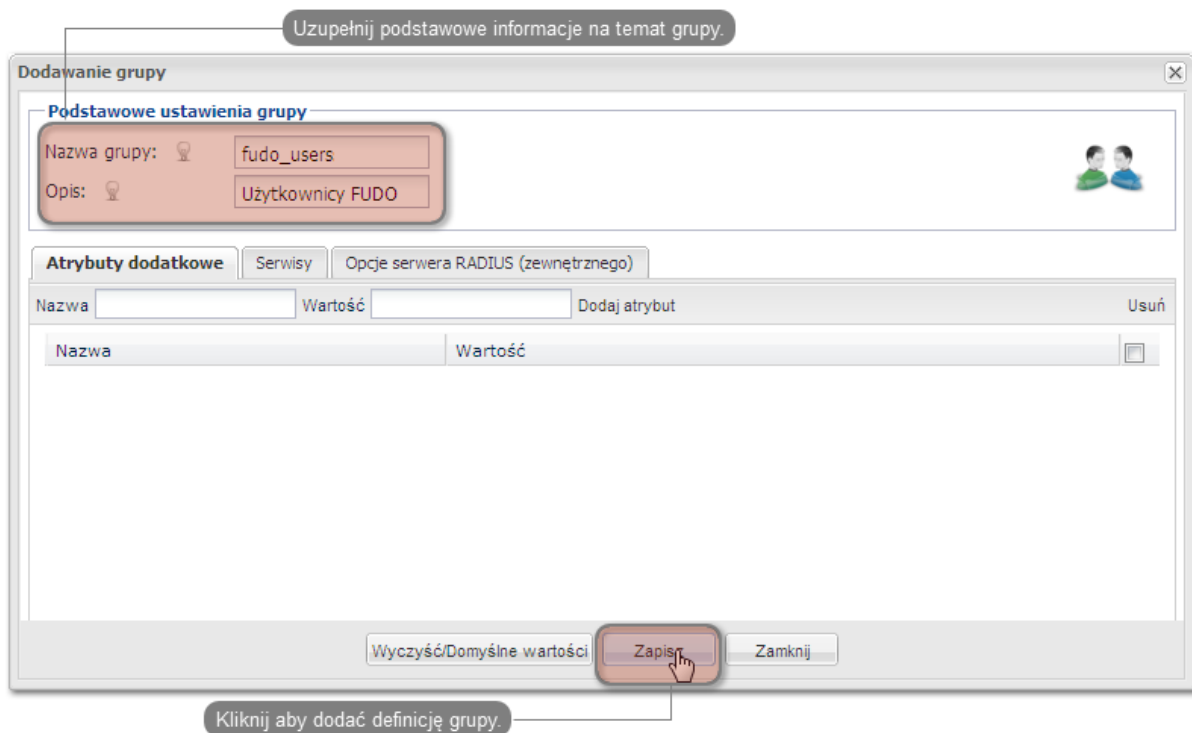 Uzupełnij podstawowe informacje na temat grupy.
Dodawanie grupy
Podstawowe ustawienia grupy
Nazwa grupy: fudo_users
Opis: Użytkownicy FUDO
Atrybuty dodatkowe Serwisy Opcje serwera RADIUS (zewnętrznego)
Nazwa Wartość Dodaj atrybut Usuń
Nazwa Wartość
Wyczyść/Domyślne wartości Zapisz Zamknij
Kliknij aby dodać definicję grupy.